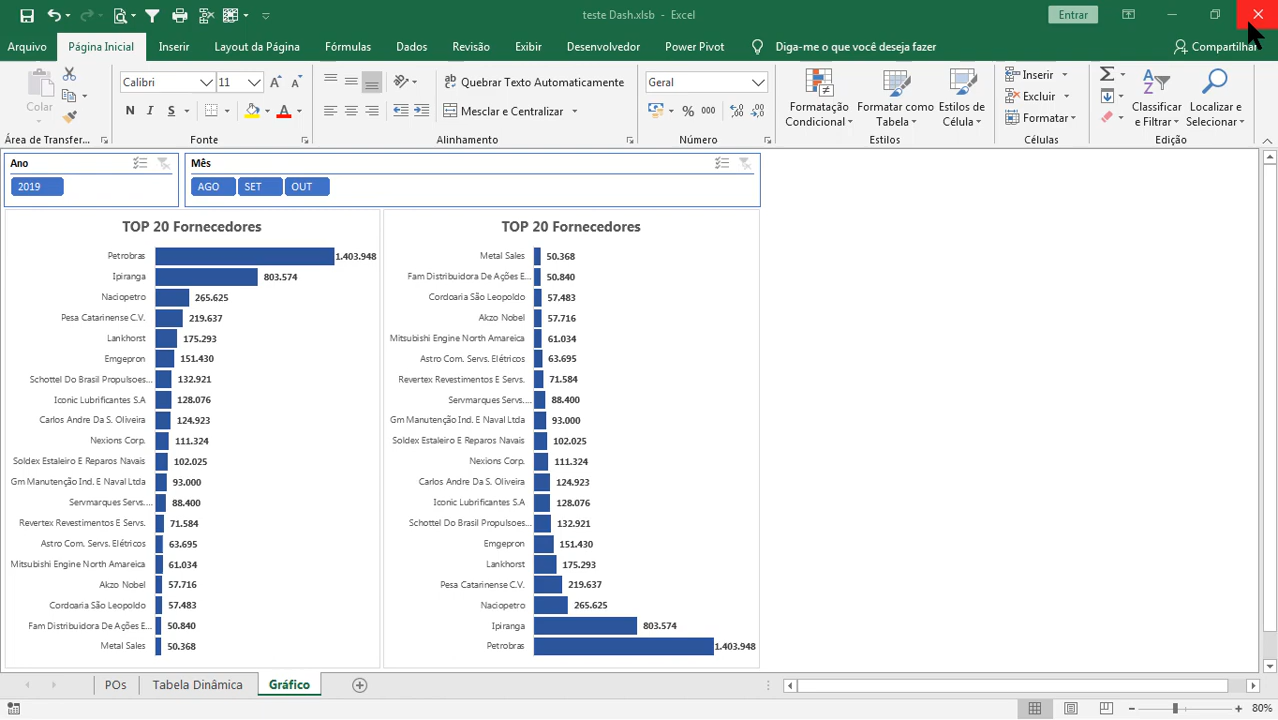 teste Dash.xlsb - Excel
Entrar
Arquivo Página Inicial Inserir Layout da Página Fórmulas Dados Revisão Exibir Desenvolvedor Power Pivot Diga-me o que você deseja fazer Compartilhar
Colar
Calibri 11
N I S
Quebrar Texto Automaticamente
Mesclar e Centralizar
Geral
% 000
Formatação Condicional
Formatar como Tabela
Estilos de Célula
Inserir
Excluir
Formatar
Classificar e Filtrar
Localizar e Selecionar
Área de Transfer... Fonte Alinhamento Número Estilos Células Edição
Ano
2019
Mês
AGO SET OUT
TOP 20 Fornecedores
Petrobras 1.403.948
Ipiranga 803.574
Naciopetro 265.625
Pesa Catarinense C.V. 219.637
Lankhorst 175.293
Emgepron 151.430
Schottel Do Brasil Propulsoes... 132.921
Iconic Lubrificantes S.A 128.076
Carlos Andre Da S. Oliveira 124.923
Nexions Corp. 111.324
Soldex Estaleiro E Reparos Navais 102.025
Gm Manutenção Ind. E Naval Ltda 93.000
Servmarques Servs.... 88.400
Revertex Revestimentos E Servs. 71.584
Astro Com. Servs. Elétricos 63.695
Mitsubishi Engine North Amareica 61.034
Akzo Nobel 57.716
Cordoaria São Leopoldo 57.483
Fam Distribuidora De Ações E... 50.840
Metal Sales 50.368
TOP 20 Fornecedores
Metal Sales 50.368
Fam Distribuidora De Ações E... 50.840
Cordoaria São Leopoldo 57.483
Akzo Nobel 57.716
Mitsubishi Engine North Amareica 61.034
Astro Com. Servs. Elétricos 63.695
Revertex Revestimentos E Servs. 71.584
Servmarques Servs.... 88.400
Gm Manutenção Ind. E Naval Ltda 93.000
Soldex Estaleiro E Reparos Navais 102.025
Nexions Corp. 111.324
Carlos Andre Da S. Oliveira 124.923
Iconic Lubrificantes S.A 128.076
Schottel Do Brasil Propulsoes... 132.921
Emgepron 151.430
Lankhorst 175.293
Pesa Catarinense C.V. 219.637
Naciopetro 265.625
Ipiranga 803.574
Petrobras 1.403.948
POs Tabela Dinâmica Gráfico
80%